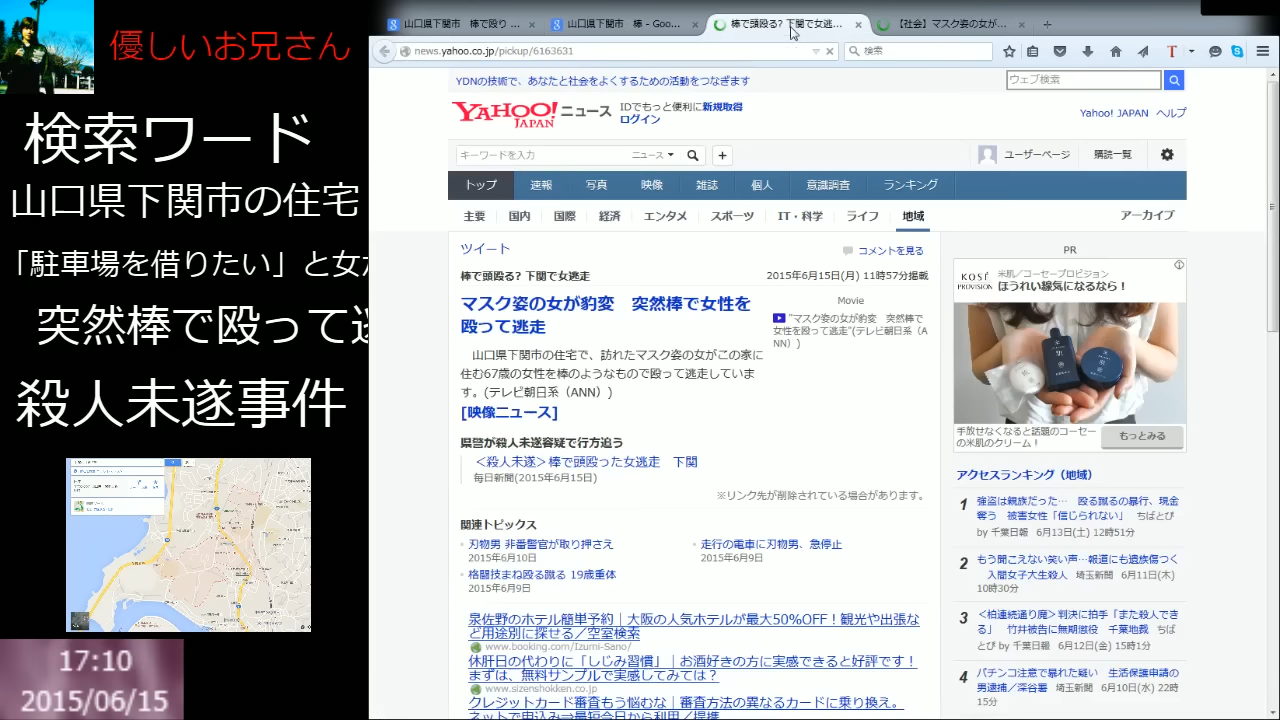 優しいお兄さん
検索ワード
山口県下関市の住宅
「駐車場を借りたい」と女が
突然棒で殴って逃
殺人未遂事件
17:10
2015/06/15
山口県下関市　棒で殴り ...
山口県下関市　棒 - Goo...
棒で頭殴る? 下関で女逃...
【社会】マスク姿の女が...
news.yahoo.co.jp/pickup/6163631
検索
YDNの技術で、あなたと社会をよくするための活動をつなぎます
ウェブ検索
YAHOO! JAPAN ニュース
IDでもっと便利に新規取得
ログイン
Yahoo! JAPAN ヘルプ
キーワードを入力
ニュース
ユーザーページ
購読一覧
トップ 速報 写真 映像 雑誌 個人 意識調査 ランキング
主要 国内 国際 経済 エンタメ スポーツ IT・科学 ライフ 地域 アーカイブ
ツイート
コメントを見る
棒で頭殴る? 下関で女逃走
2015年6月15日(月) 11時57分掲載
マスク姿の女が豹変　突然棒で女性を
殴って逃走
　山口県下関市の住宅で、訪れたマスク姿の女がこの家に
住む67歳の女性を棒のようなもので殴って逃走していま
す。(テレビ朝日系（ANN）)
[映像ニュース]
Movie
"マスク姿の女が豹変　突然棒で
女性を殴って逃走"(テレビ朝日系（A
NN）)
県警が殺人未遂容疑で行方追う
＜殺人未遂＞棒で頭殴った女逃走　下関
毎日新聞(2015年6月15日)
※リンク先が削除されている場合があります。
関連トピックス
刃物男 非番警官が取り押さえ
2015年6月10日
走行の電車に刃物男、急停止
2015年6月9日
格闘技まね殴る蹴る 19歳重体
2015年6月9日
泉佐野のホテル簡単予約｜大阪の人気ホテルが最大50%OFF！観光や出張な
ど用途別に探せる／空室検索
www.booking.com/Izumi-Sano/
休肝日の代わりに「しじみ習慣」｜お酒好きの方に実感できると好評です！
まずは、無料サンプルで実感してみては？
www.sizenshokken.co.jp
クレジットカード審査もう悩むな｜審査方法の異なるカードに乗り換え。
ネットで申込み⇒最短今日から利用／提携
PR
KOSÉ
PROVISION
米肌／コーセープロビジョン
ほうれい線気になるなら！
手放せなくなると話題のコーセー
の米肌のクリーム！
もっとみる
アクセスランキング（地域）
1
強盗は親族だった… 殴る蹴るの暴行、現金
奪う　被害女性「信じられない」 ちばとぴ
by 千葉日報 6月13日(土) 12時51分
2
もう聞こえない笑い声…報道にも遺族傷つく
　入間女子大生殺人 埼玉新聞 6月11日(木)
10時30分
3
＜柏連続通り魔＞判決に拍手「また殺人でき
る」　竹井被告に無期懲役　千葉地裁 ちば
とぴ by 千葉日報 6月12日(金) 15時1分
4
パチンコ注意で暴れた疑い　生活保護申請の
男逮捕／深谷署 埼玉新聞 6月10日(水) 22時
15分